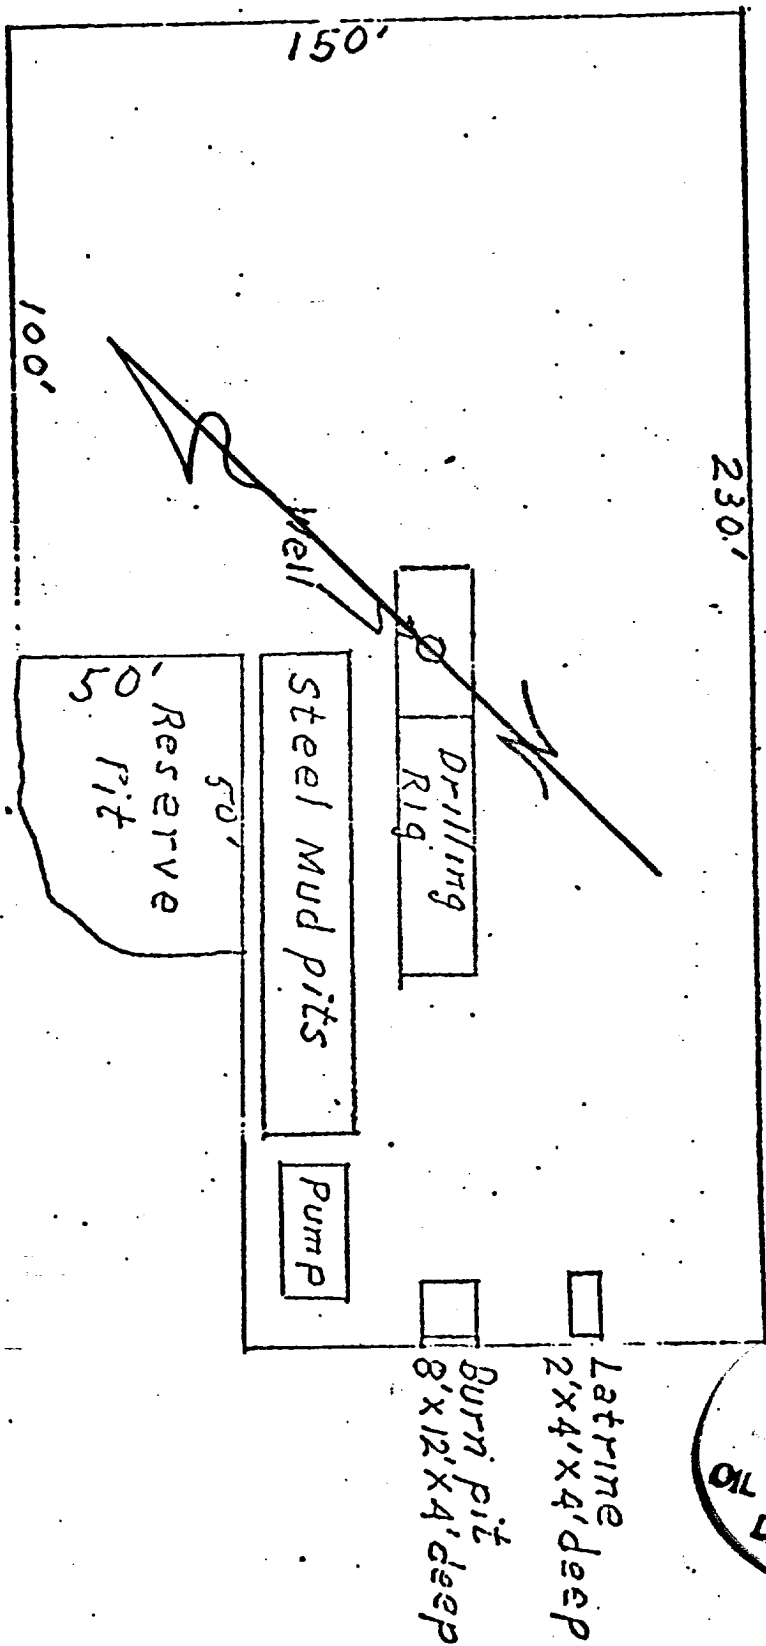 150'
230'
100'
Well
Drilling
Rig
Steel Mud pits
50'
50'
Reserve
Pit
Pump
Latrine
2'x4'x4'deep
Burn pit
8'x12'x4'deep
OIL